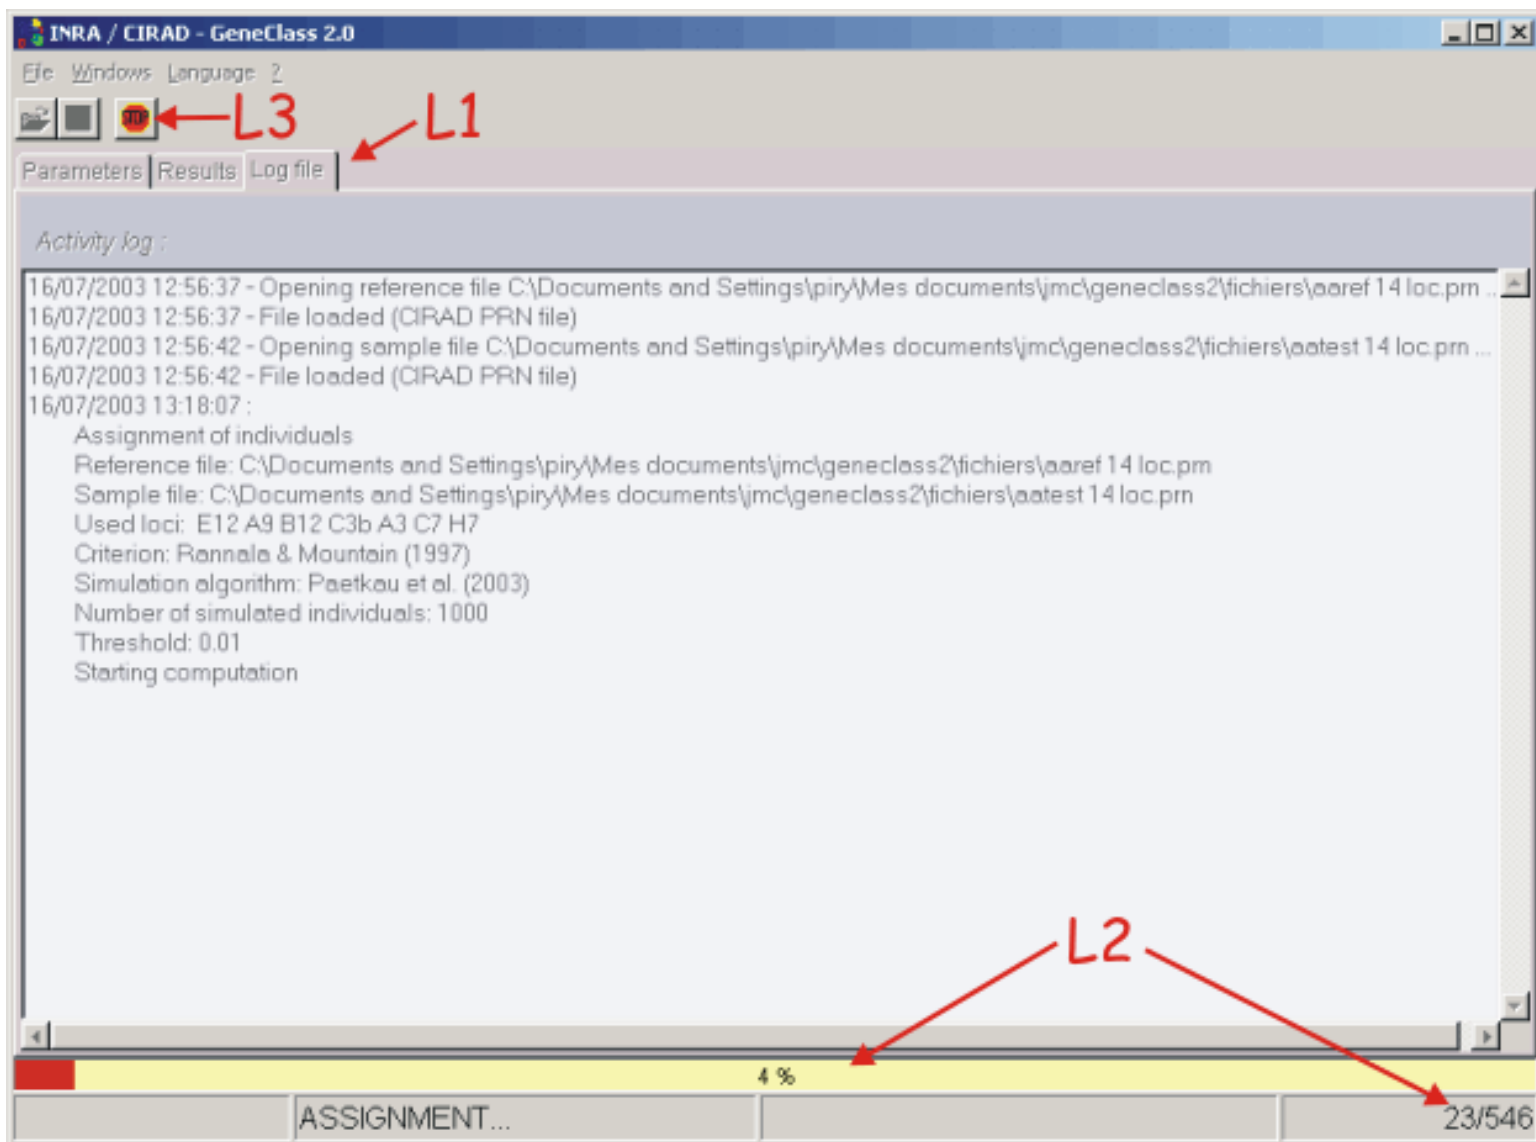 INRA / CIRAD - GeneClass 2.0
File Windows Language ?
STOP L3 L1
Parameters Results Log file
Activity log :
16/07/2003 12:56:37 - Opening reference file C:\Documents and Settings\piry\Mes documents\jmc\geneclass2\fichiers\aaref 14 loc.prn ...
16/07/2003 12:56:37 - File loaded (CIRAD PRN file)
16/07/2003 12:56:42 - Opening sample file C:\Documents and Settings\piry\Mes documents\jmc\geneclass2\fichiers\aatest 14 loc.prn ...
16/07/2003 12:56:42 - File loaded (CIRAD PRN file)
16/07/2003 13:18:07 :
Assignment of individuals
Reference file: C:\Documents and Settings\piry\Mes documents\jmc\geneclass2\fichiers\aaref 14 loc.prn
Sample file: C:\Documents and Settings\piry\Mes documents\jmc\geneclass2\fichiers\aatest 14 loc.prn
Used loci: E12 A9 B12 C3b A3 C7 H7
Criterion: Rannala & Mountain (1997)
Simulation algorithm: Paetkau et al. (2003)
Number of simulated individuals: 1000
Threshold: 0.01
Starting computation
L2
4 %
ASSIGNMENT... 23/546